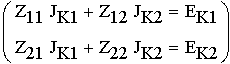 Z11 JK1 + Z12 JK2 = EK1
Z21 JK1 + Z22 JK2 = EK2